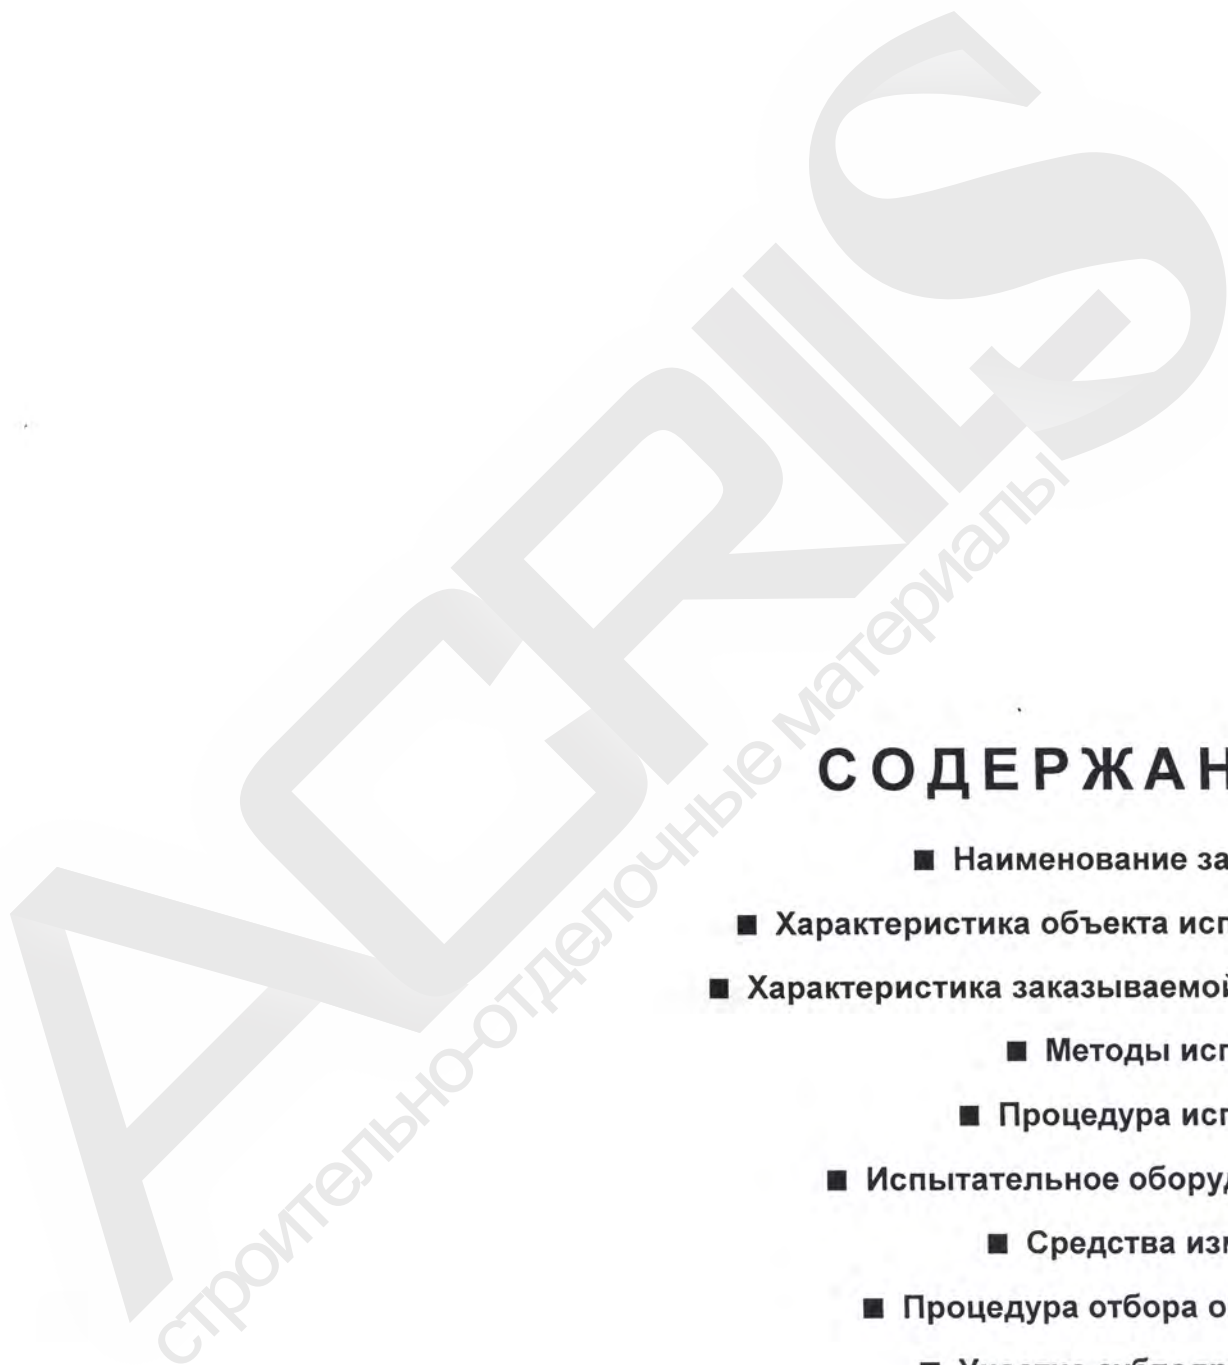 ACRILS
строительно-отделочные материалы
СОДЕРЖАН
■ Наименование за
■ Характеристика объекта исп
■ Характеристика заказываемой
■ Методы исп
■ Процедура исп
■ Испытательное оборуд
■ Средства изм
■ Процедура отбора о